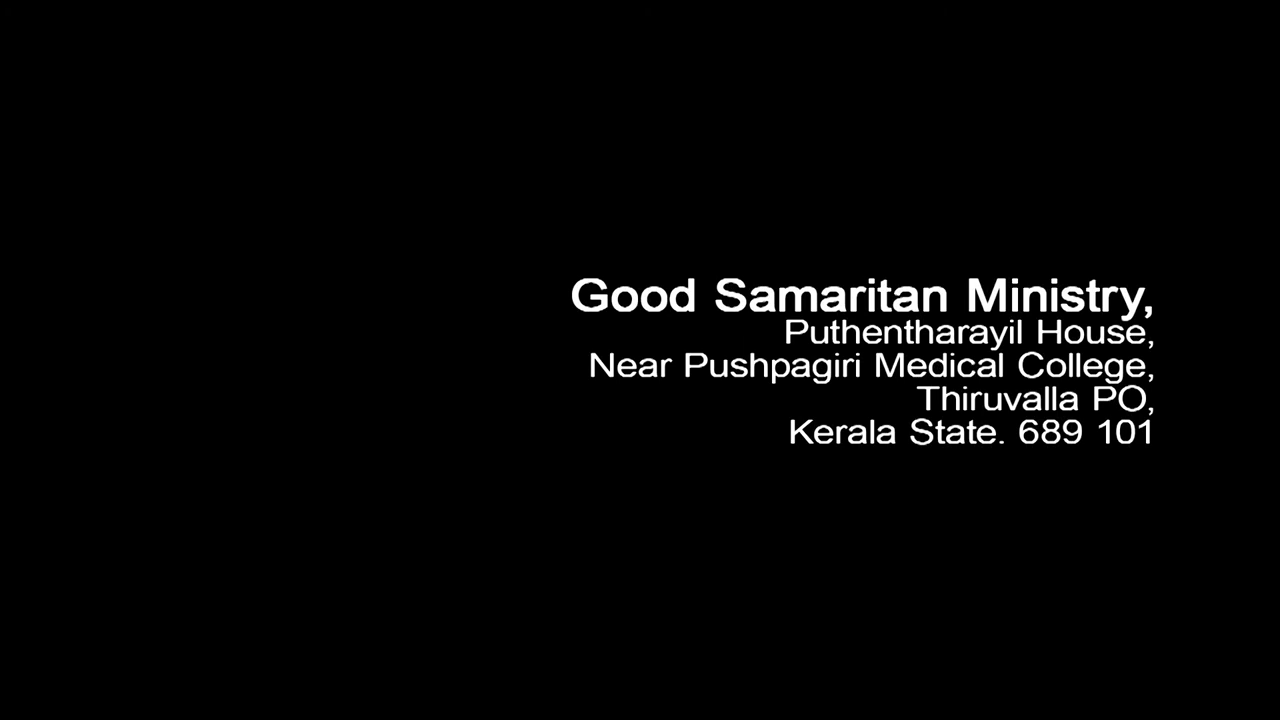 Good Samaritan Ministry,
Puthentharayil House,
Near Pushpagiri Medical College,
Thiruvalla PO,
Kerala State. 689 101